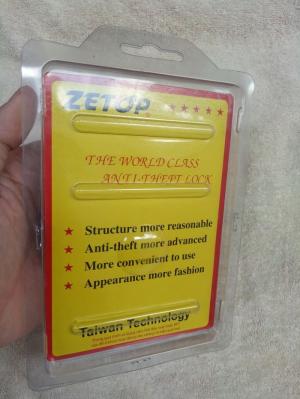 ZETOP ★★★★★
THE WORLD CLASS
ANTI-THEFT LOCK
★ Structure more reasonable
★ Anti-theft more advanced
★ More convenient to use
★ Appearance more fashion
Taiwan Technology